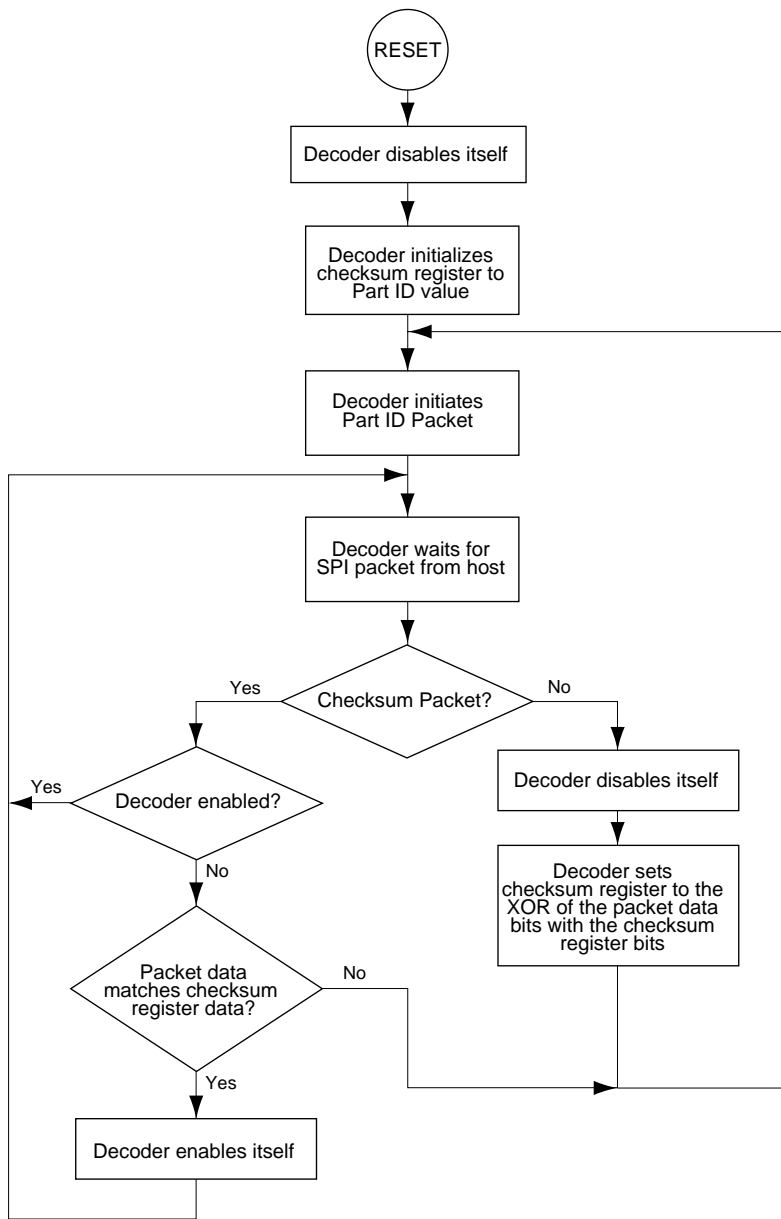 RESET
Decoder disables itself
Decoder initializes
checksum register to
Part ID value
Decoder initiates
Part ID Packet
Decoder waits for
SPI packet from host
Checksum Packet?
Yes
No
Decoder enabled?
Yes
No
Decoder disables itself
Decoder sets
checksum register to the
XOR of the packet data
bits with the checksum
register bits
Packet data
matches checksum
register data?
No
Yes
Decoder enables itself